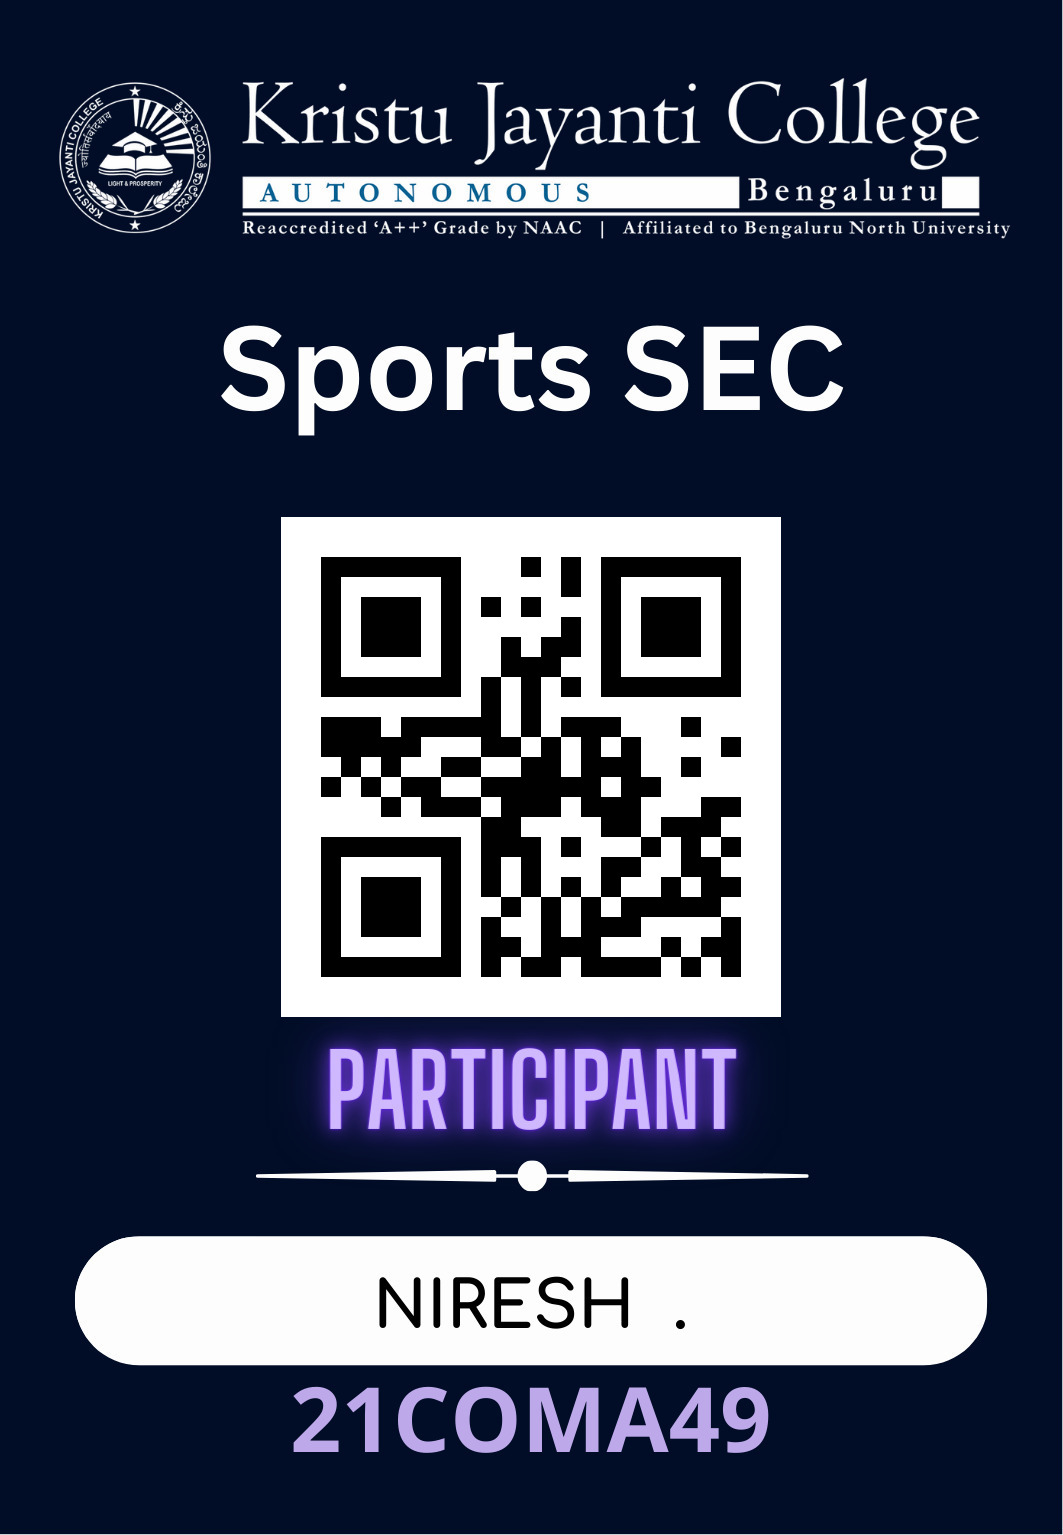 KRISTU JAYANTI COLLEGE
LIGHT & PROSPERITY
Kristu Jayanti College
AUTONOMOUS Bengaluru
Reaccredited ‘A++’ Grade by NAAC | Affiliated to Bengaluru North University
Sports SEC
PARTICIPANT
NIRESH .
21COMA49